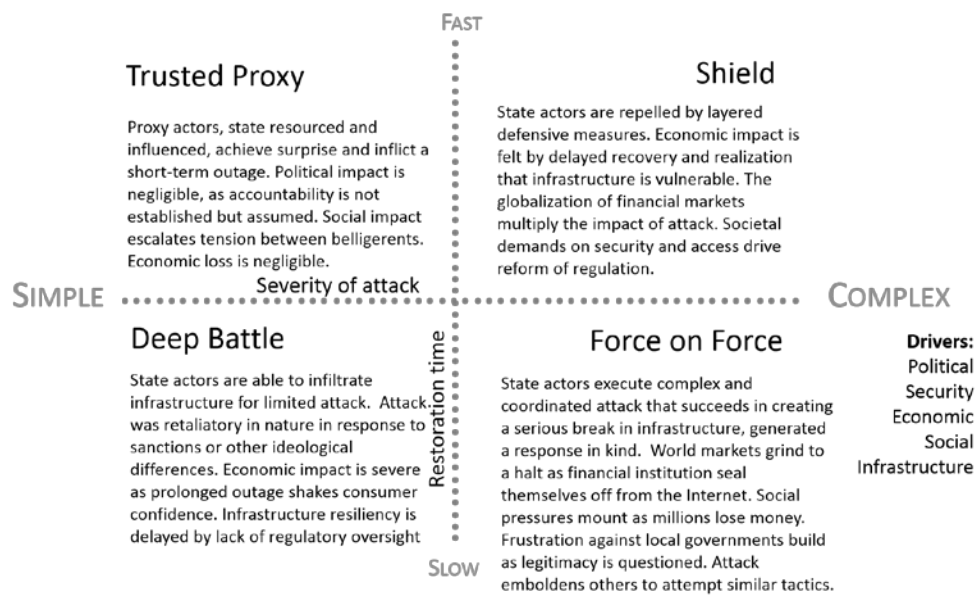 FAST
Trusted Proxy
Proxy actors, state resourced and
influenced, achieve surprise and inflict a
short-term outage. Political impact is
negligible, as accountability is not
established but assumed. Social impact
escalates tension between belligerents.
Economic loss is negligible.
Shield
State actors are repelled by layered
defensive measures. Economic impact is
felt by delayed recovery and realization
that infrastructure is vulnerable. The
globalization of financial markets
multiply the impact of attack. Societal
demands on security and access drive
reform of regulation.
Severity of attack
SIMPLE
COMPLEX
Deep Battle
State actors are able to infiltrate
infrastructure for limited attack. Attack
was retaliatory in nature in response to
sanctions or other ideological
differences. Economic impact is severe
as prolonged outage shakes consumer
confidence. Infrastructure resiliency is
delayed by lack of regulatory oversight
Restoration time
Force on Force
State actors execute complex and
coordinated attack that succeeds in creating
a serious break in infrastructure, generated
a response in kind. World markets grind to
a halt as financial institution seal
themselves off from the Internet. Social
pressures mount as millions lose money.
Frustration against local governments build
as legitimacy is questioned. Attack
emboldens others to attempt similar tactics.
Drivers:
Political
Security
Economic
Social
Infrastructure
SLOW